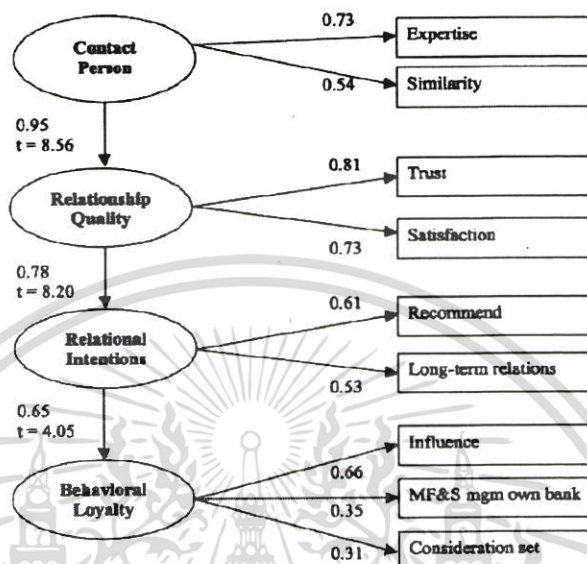 Contact
Person
0.73
Expertise
0.54
Similarity
0.95
t = 8.56
Relationship
Quality
0.81
Trust
0.73
Satisfaction
0.78
t = 8.20
Relational
Intentions
0.61
Recommend
0.53
Long-term relations
0.65
t = 4.05
Behavioral
Loyalty
0.66
Influence
0.35
MF&S mgm own bank
0.31
Consideration set